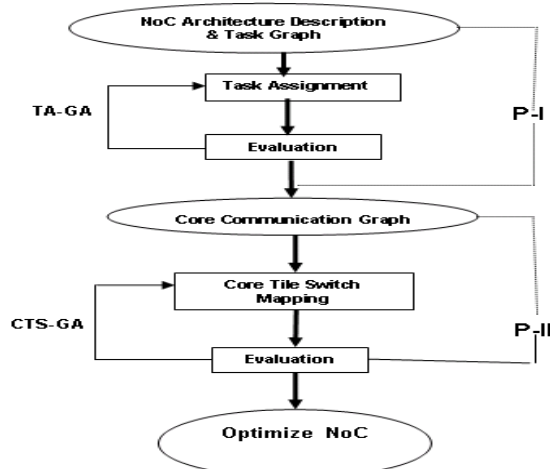 NoC Architecture Description
& Task Graph
Task Assignment
TA-GA
P-I
Evaluation
Core Communication Graph
Core Tile Switch
Mapping
CTS-GA
P-II
Evaluation
Optimize NoC